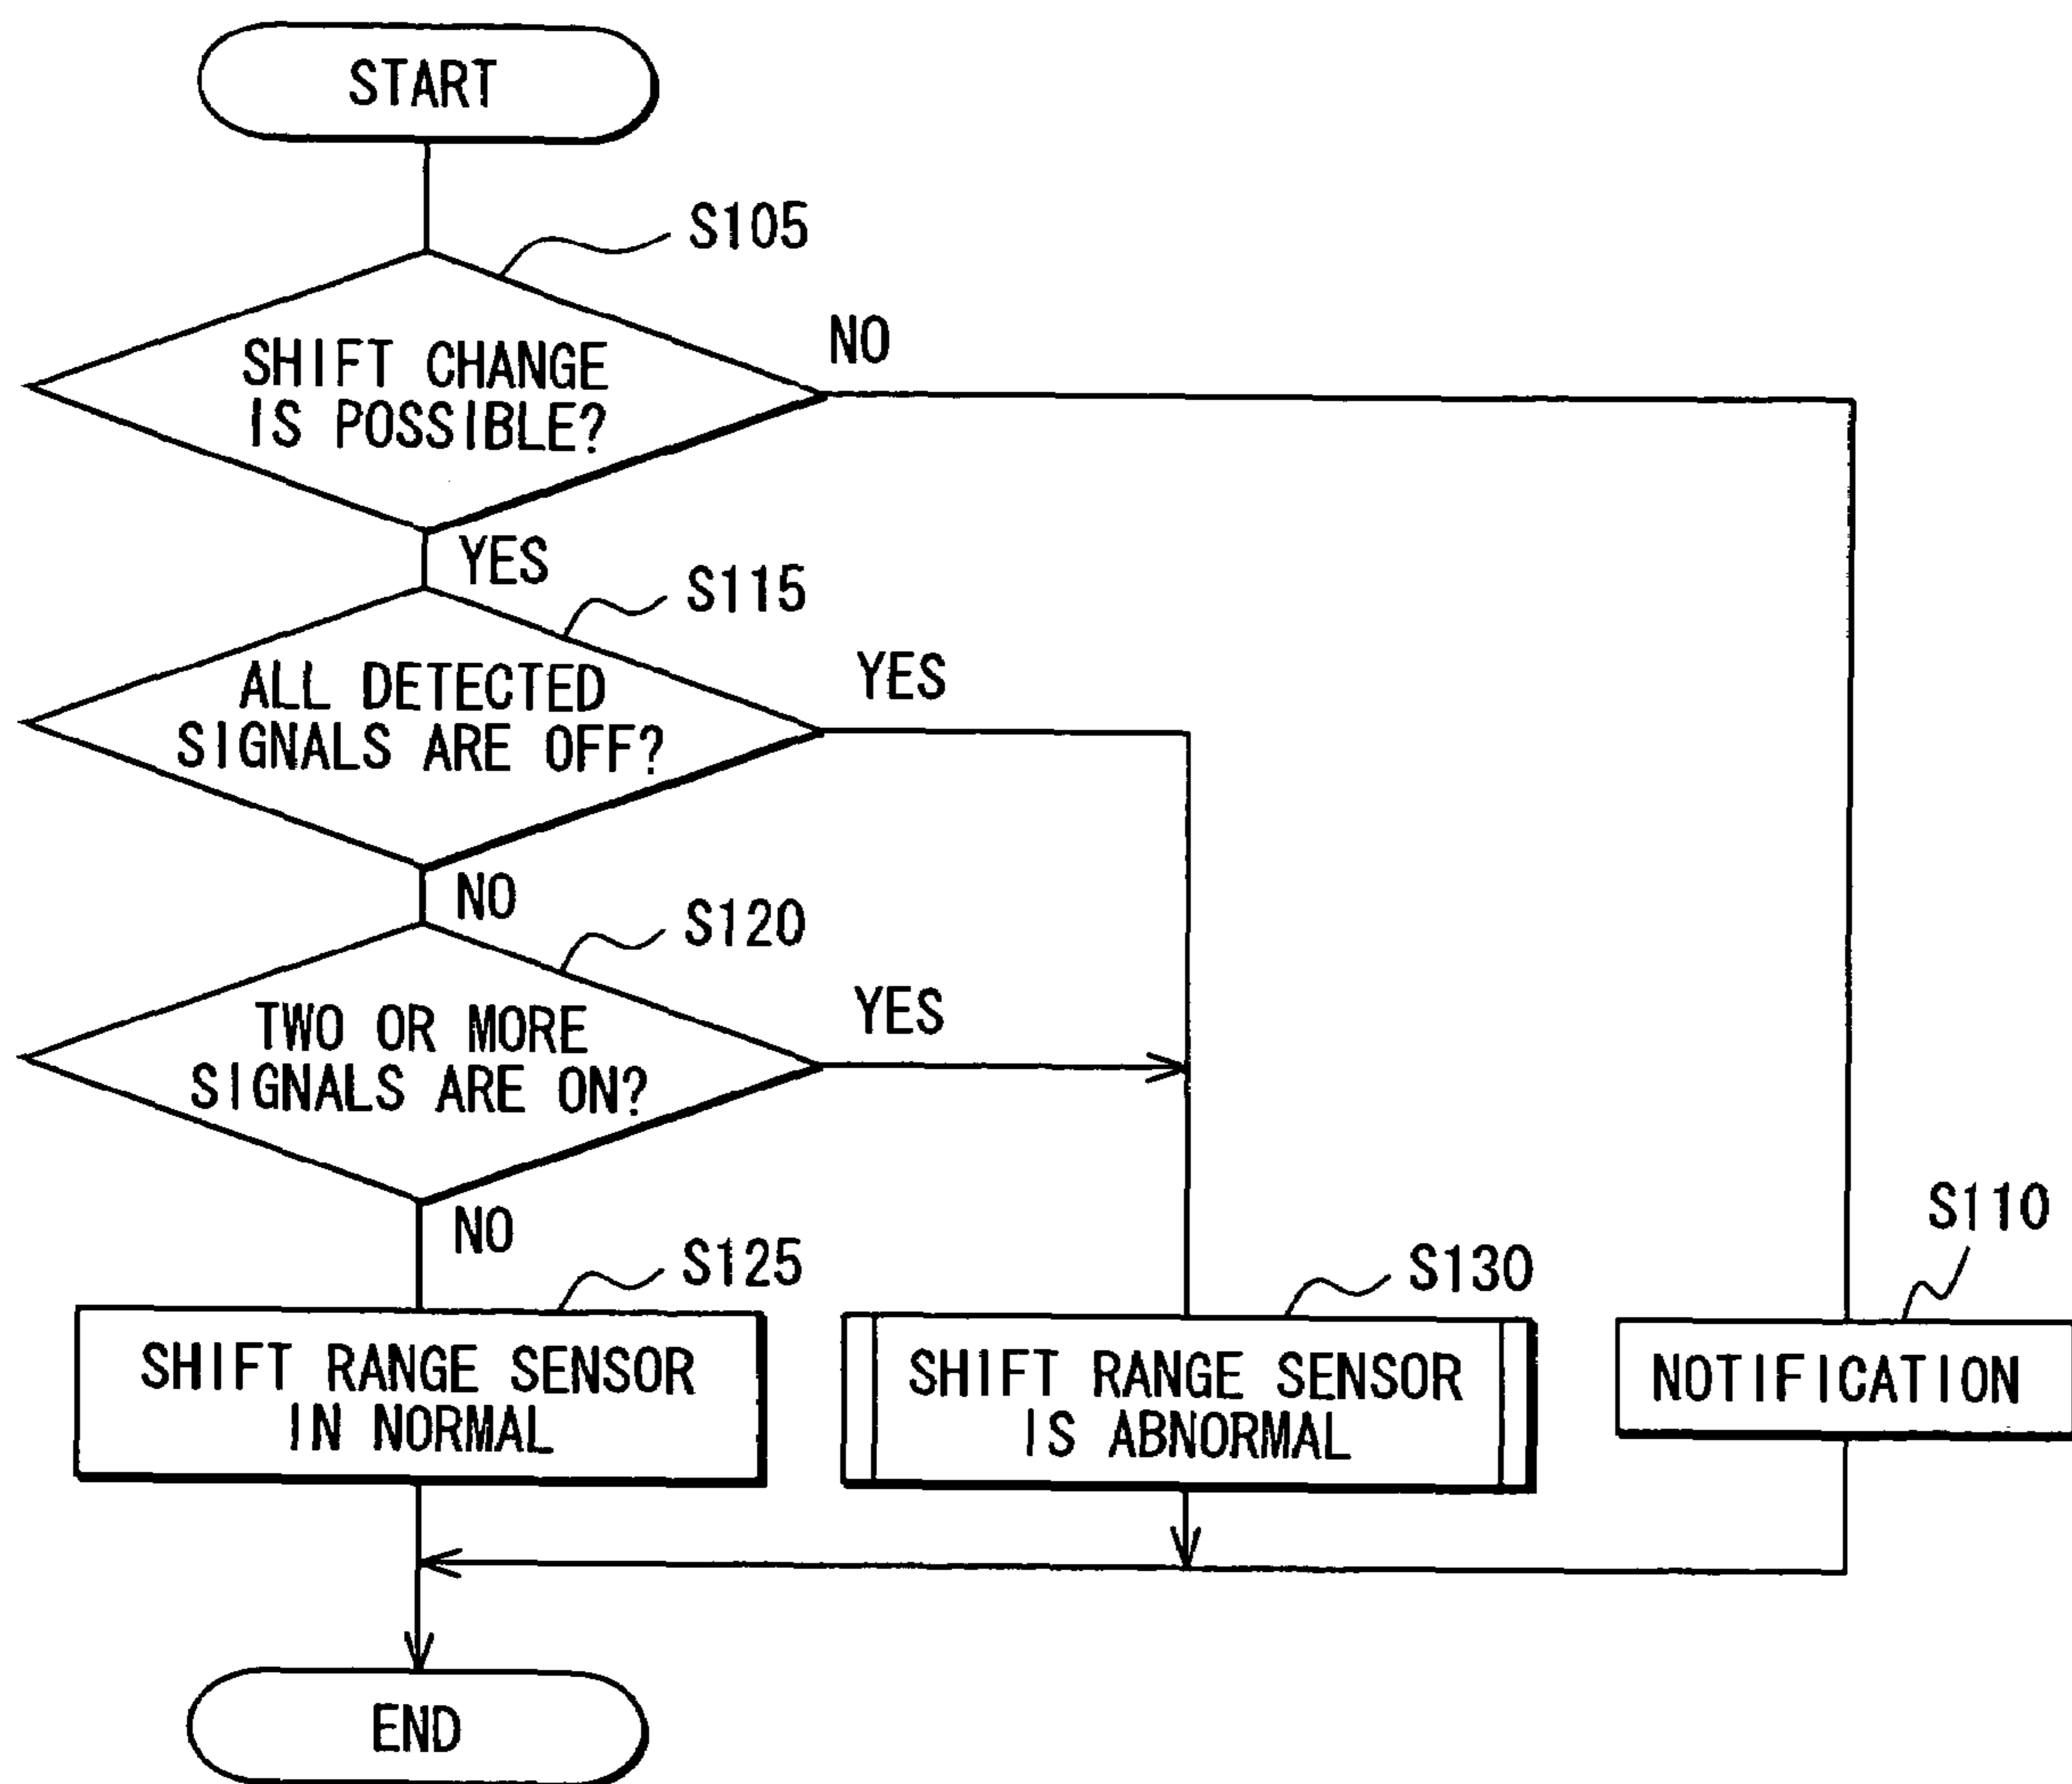 START
S105
SHIFT CHANGE
IS POSSIBLE?
NO
YES
S115
ALL DETECTED
SIGNALS ARE OFF?
YES
NO
S120
TWO OR MORE
SIGNALS ARE ON?
YES
NO
S125
SHIFT RANGE SENSOR
IN NORMAL
S130
SHIFT RANGE SENSOR
IS ABNORMAL
S110
NOTIFICATION
END